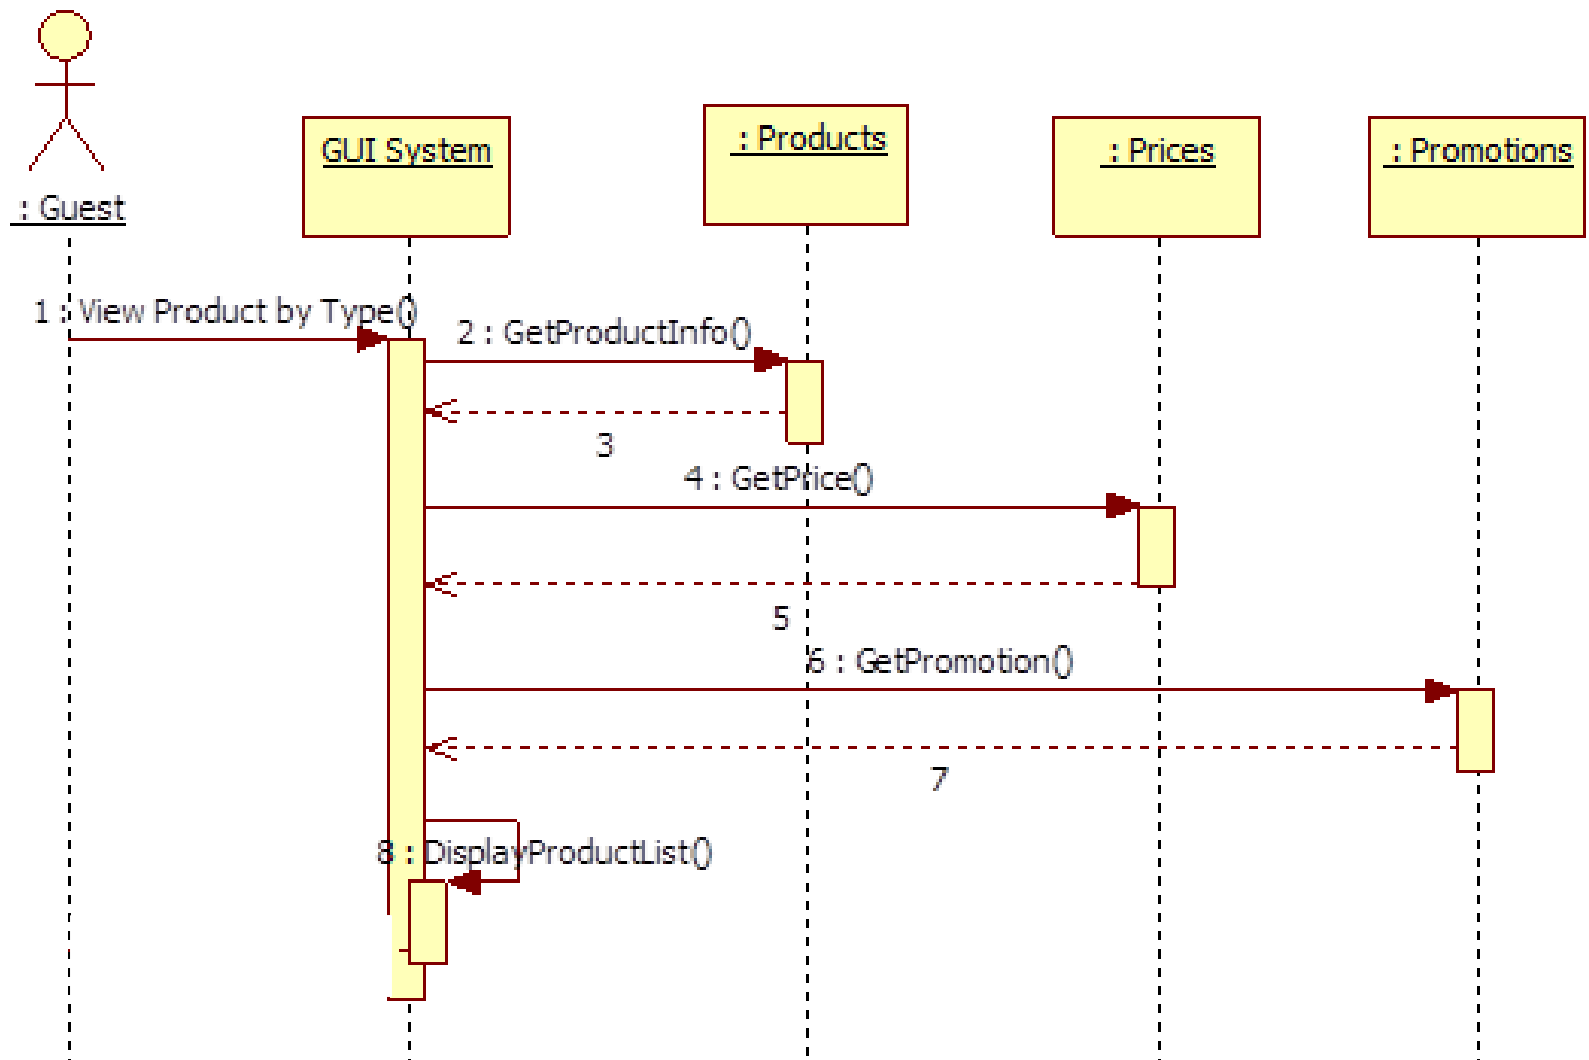 : Guest
GUI System
: Products
: Prices
: Promotions
1 : View Product by Type()
2 : GetProductInfo()
3
4 : GetPrice()
5
6 : GetPromotion()
7
8 : DisplayProductList()